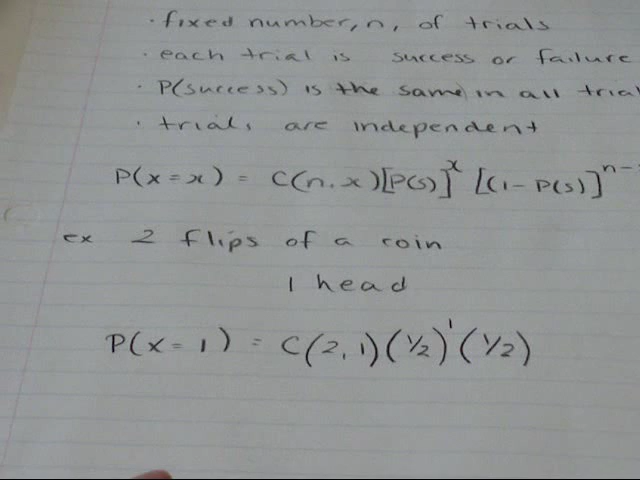 · fixed number, n, of trials
· each trial is success or failure
· P(success) is the same in all trial
· trials are independent
P(x = x) = C(n, x)[P(s)]^x [(1 - P(s)]^n-
ex 2 flips of a coin
1 head
P(x = 1) = C(2, 1)(1/2)^1(1/2)